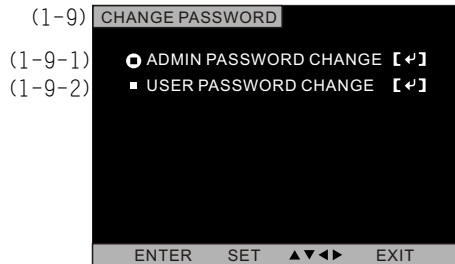 (1-9) CHANGE PASSWORD
(1-9-1) ADMIN PASSWORD CHANGE [↵]
(1-9-2) USER PASSWORD CHANGE [↵]
ENTER SET ▲▼◀▶ EXIT